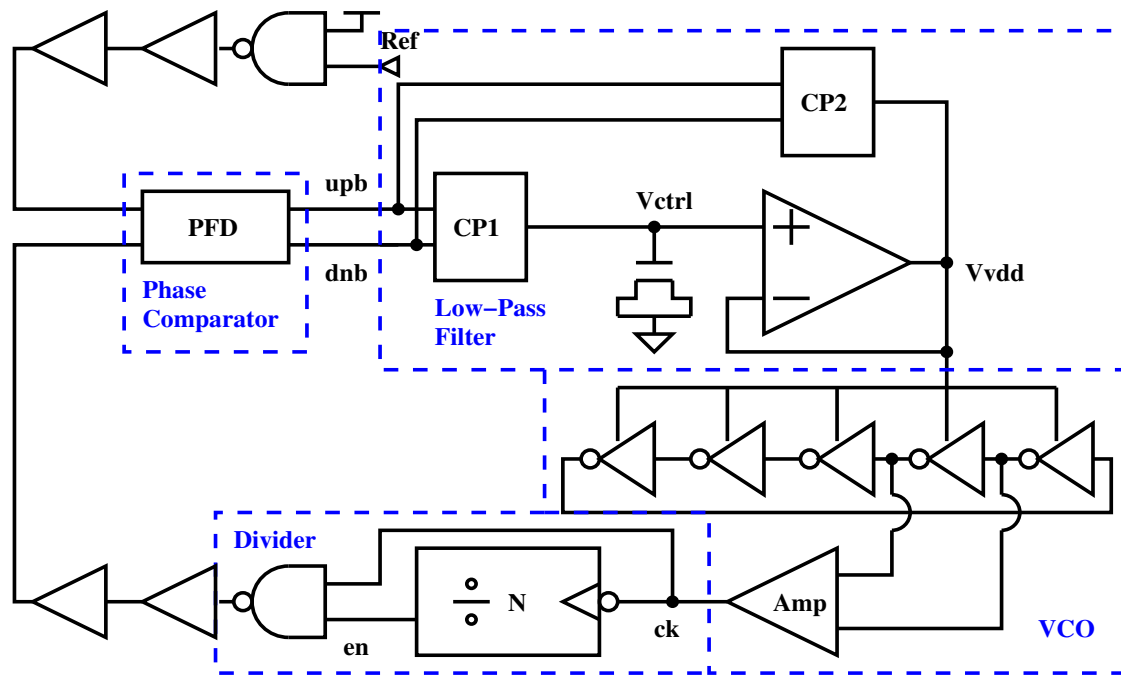 Ref
CP2
upb
Vctrl
PFD
CP1
dnb
Vvdd
Phase
Comparator
Low−Pass
Filter
Divider
÷ N
Amp
en
ck
VCO